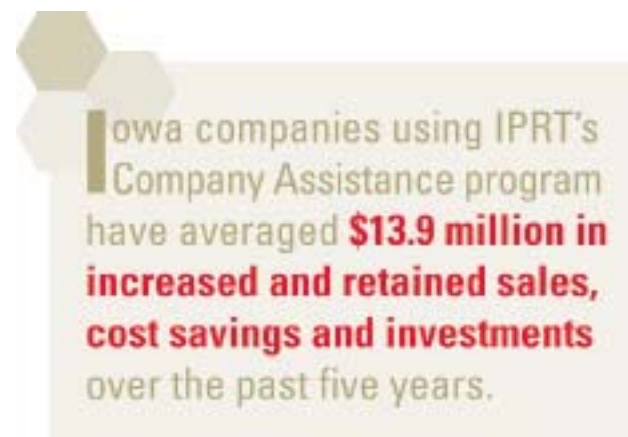 Iowa companies using IPRT's
Company Assistance program
have averaged $13.9 million in
increased and retained sales,
cost savings and investments
over the past five years.